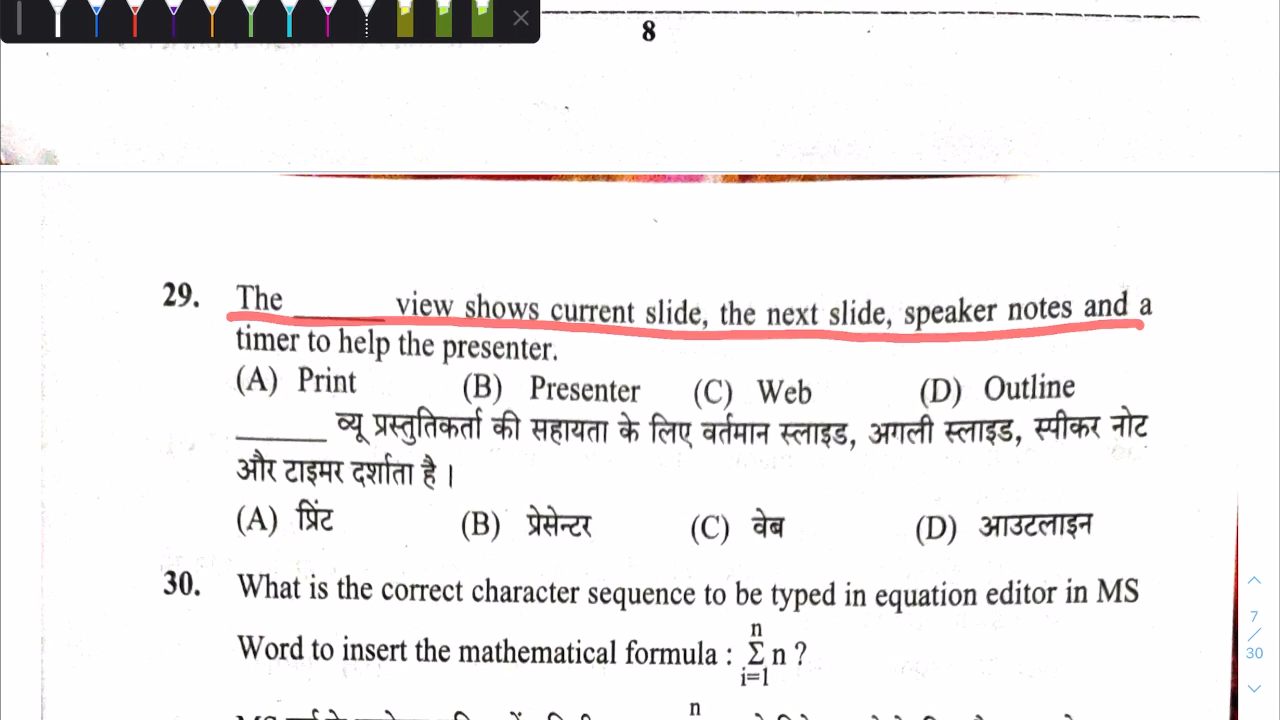 8
29. The ______ view shows current slide, the next slide, speaker notes and a
timer to help the presenter.
(A) Print (B) Presenter (C) Web (D) Outline
______ व्यू प्रस्तुतिकर्ता की सहायता के लिए वर्तमान स्लाइड, अगली स्लाइड, स्पीकर नोट
और टाइमर दर्शाता है ।
(A) प्रिंट (B) प्रेसेन्टर (C) वेब (D) आउटलाइन
30. What is the correct character sequence to be typed in equation editor in MS
n
Word to insert the mathematical formula : Σ n ?
i=1
n
7
/
30